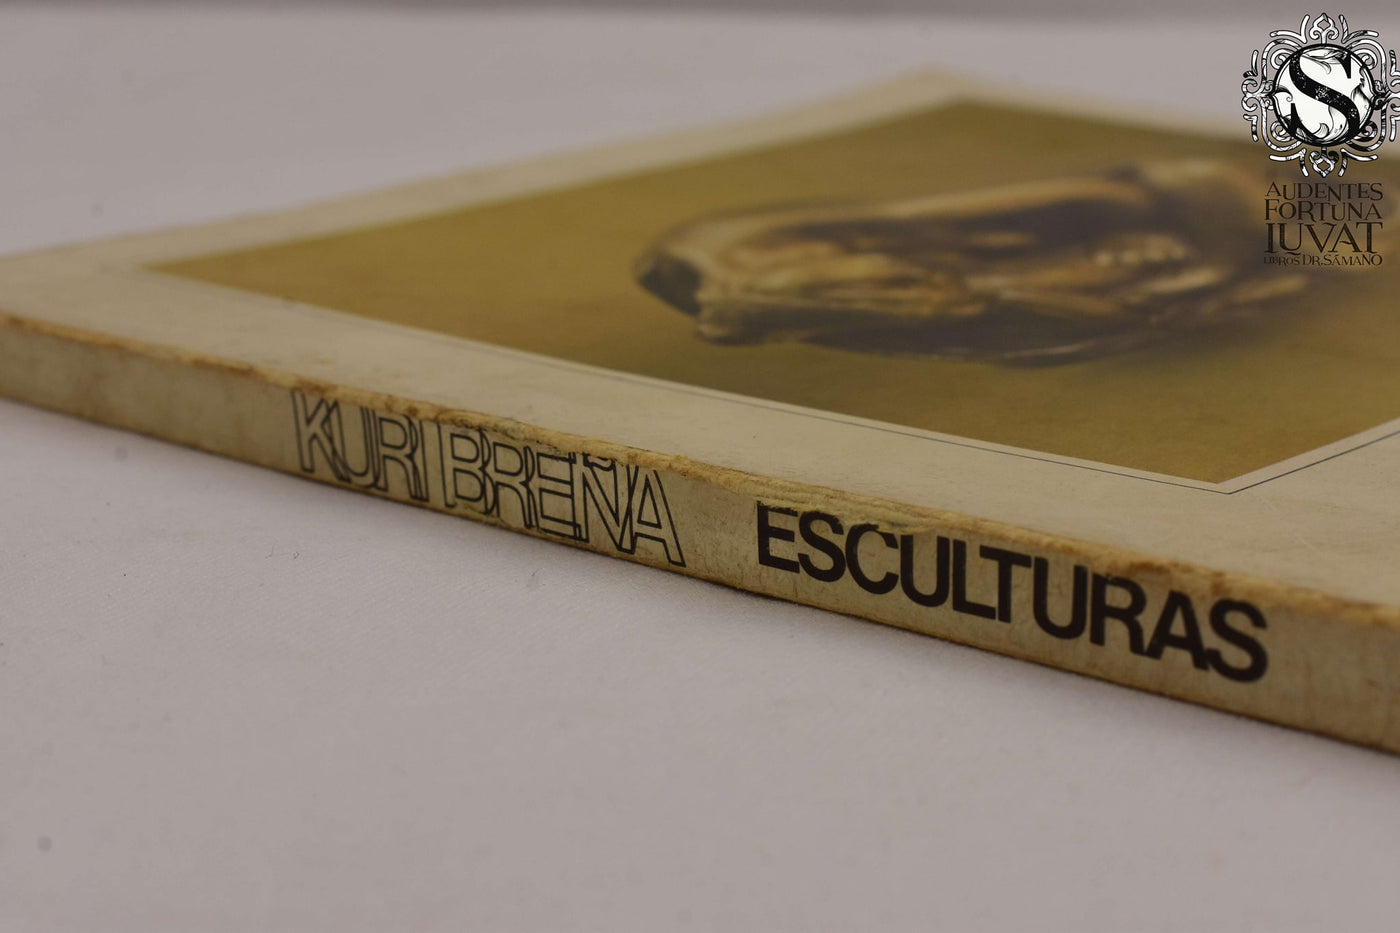 KURI BREÑA ESCULTURAS
S
AUDENTES
FORTUNA
IUVAT
LIBROS DR. SÁMANO